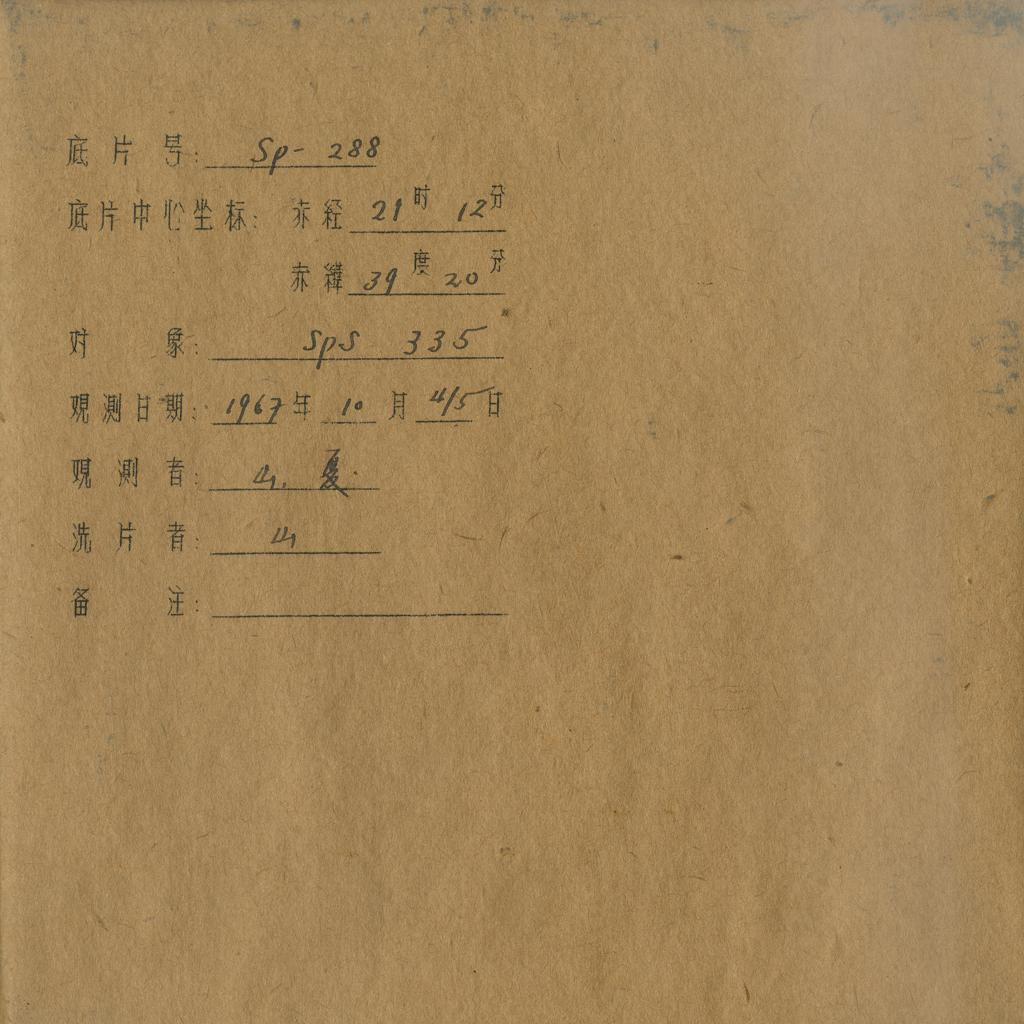 底片号: Sp- 288
底片中心坐标: 赤经 21时 12分
赤緯 39度 20分
对象: SpS 335
观测日期: 1967年 10月 4/5日
观测者: 山. 夏.
洗片者: 山
备注: